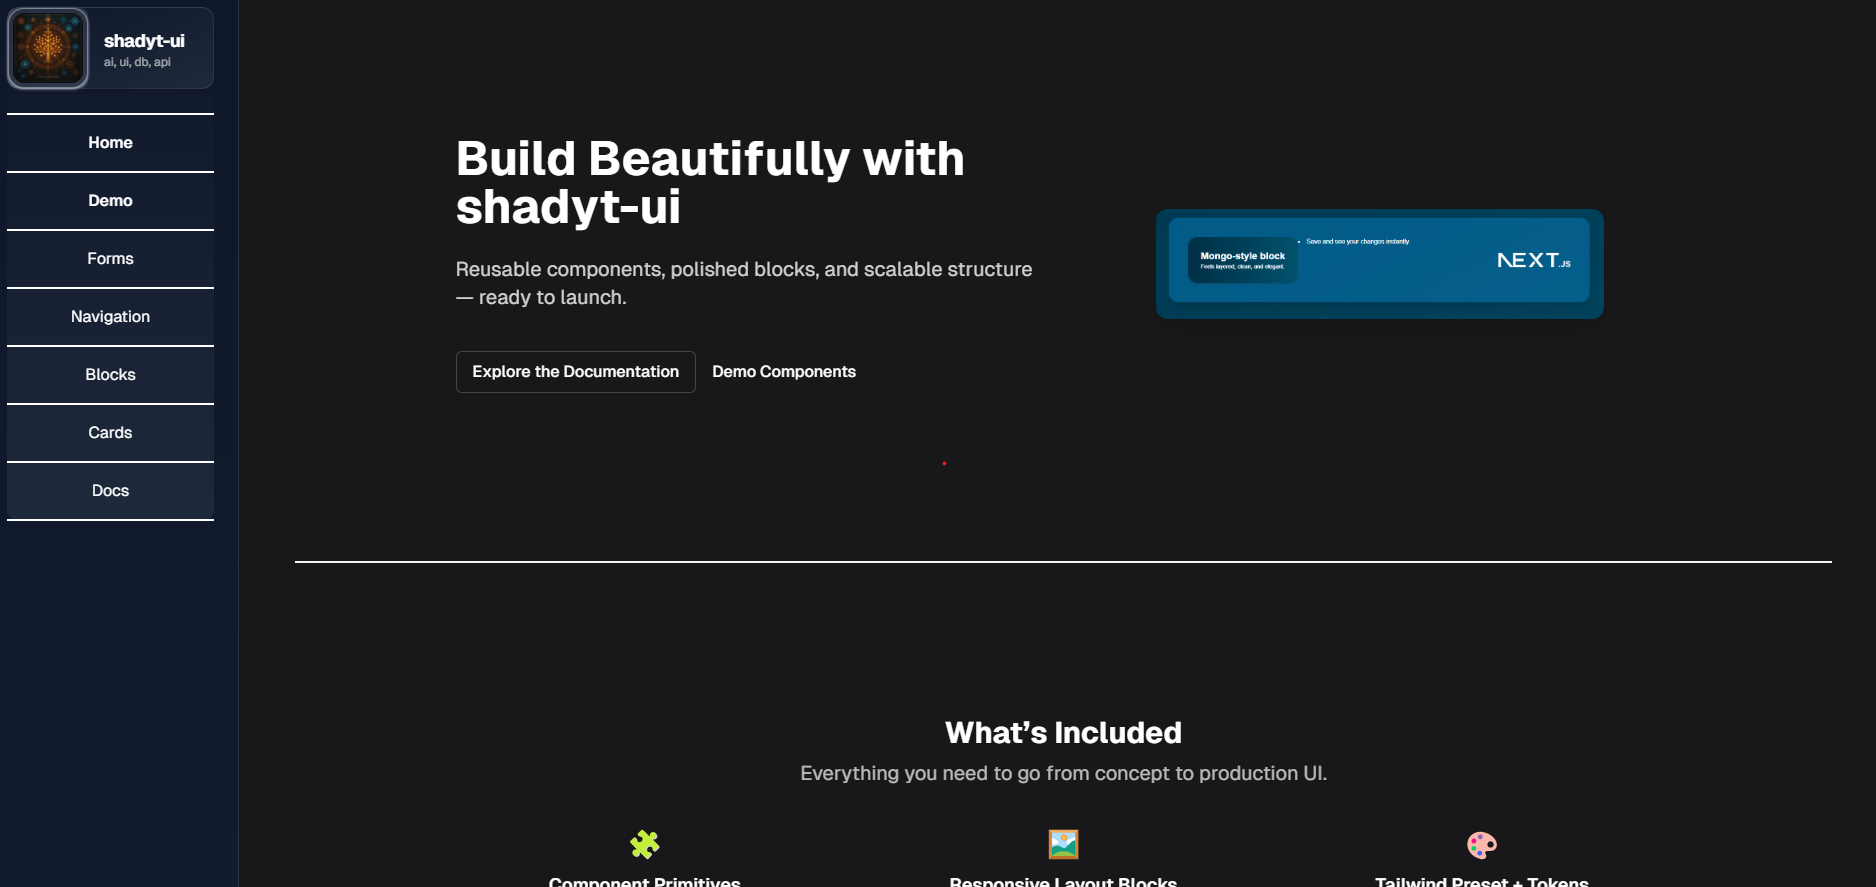 shadyt-ui
ai, ui, db, api
Home
Demo
Forms
Navigation
Blocks
Cards
Docs
Build Beautifully with
shadyt-ui
Reusable components, polished blocks, and scalable structure
— ready to launch.
Explore the Documentation
Demo Components
Mongo-style block
Feels layered, clean, and elegant.
Save and see your changes instantly.
NEXT.JS
What’s Included
Everything you need to go from concept to production UI.
Component Primitives
Responsive Layout Blocks
Tailwind Preset + Tokens